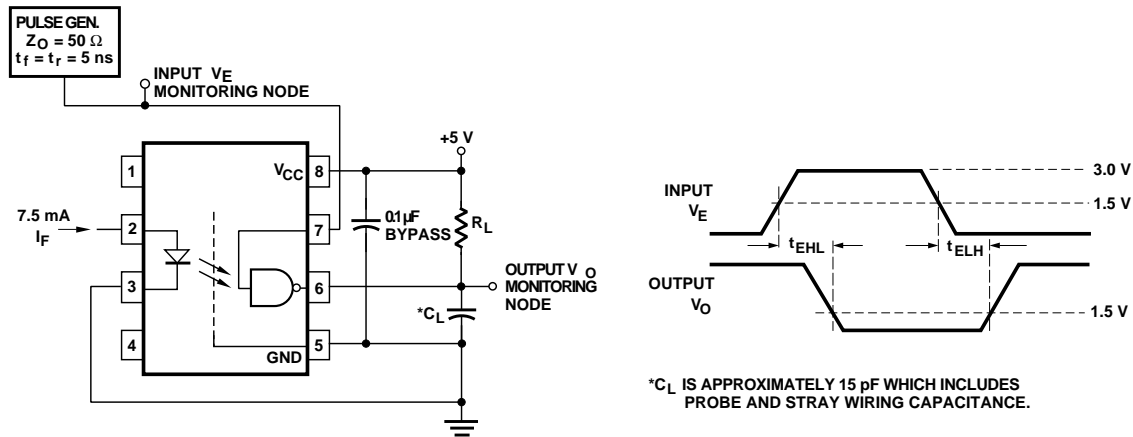 PULSE GEN.
ZO = 50 Ω
tf = tr = 5 ns
INPUT VE
MONITORING NODE
+5 V
1
VCC
8
7.5 mA
IF
2
7
0.1 µF
BYPASS
RL
3
6
OUTPUT VO
MONITORING
NODE
*CL
4
GND
5
INPUT
VE
3.0 V
1.5 V
tEHL
tELH
OUTPUT
VO
1.5 V
*CL IS APPROXIMATELY 15 pF WHICH INCLUDES
PROBE AND STRAY WIRING CAPACITANCE.